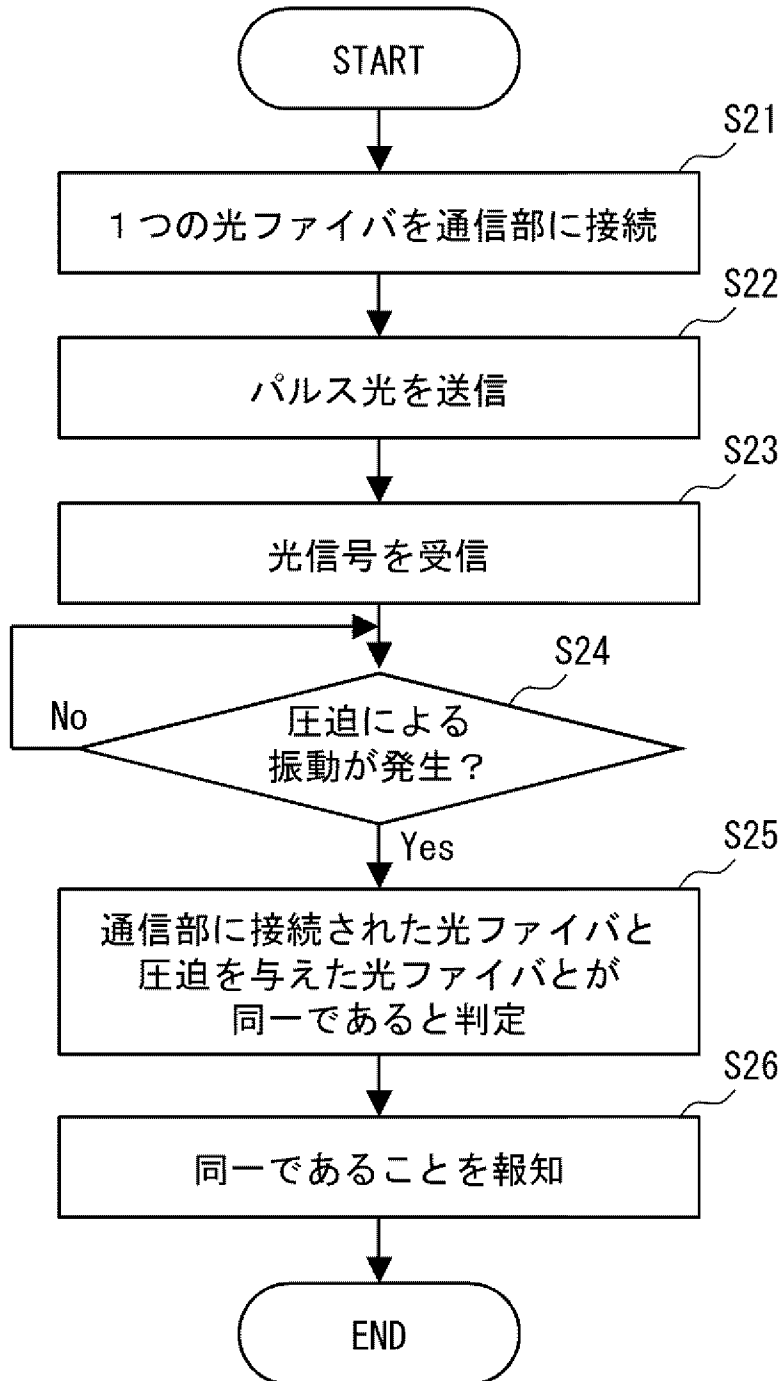 START
S21
１つの光ファイバを通信部に接続
S22
パルス光を送信
S23
光信号を受信
S24
圧迫による
振動が発生？
No
Yes
S25
通信部に接続された光ファイバと
圧迫を与えた光ファイバとが
同一であると判定
S26
同一であることを報知
END